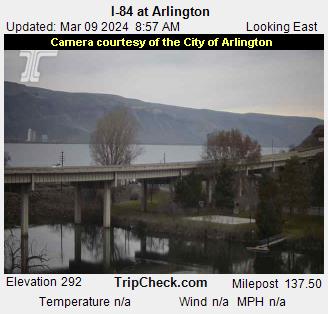 I-84 at Arlington
Updated: Mar 09 2024 8:57 AM Looking East
Camera courtesy of the City of Arlington
Elevation 292 TripCheck.com Milepost 137.50
Temperature n/a Wind n/a MPH n/a